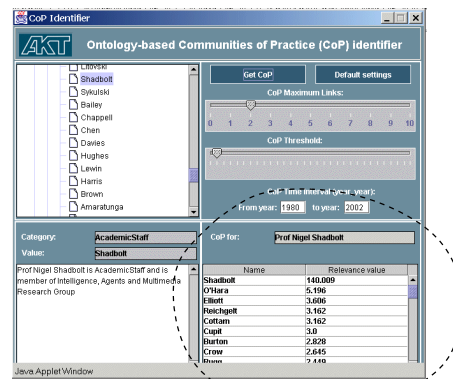 CoP Identifier
AKT Ontology-based Communities of Practice (CoP) identifier
Litovski
Shadbolt
Sykulski
Bailey
Chappell
Chen
Davies
Hughes
Lewin
Harris
Brown
Amaratunga
Get CoP Default settings
CoP Maximum Links:
0 1 2 3 4 5 6 7 8 9 10
CoP Threshold:
CoP Time Interval (year, year):
From year: 1980 to year: 2002
Category: AcademicStaff
Value: Shadbolt
Prof Nigel Shadbolt is AcademicStaff and is
member of Intelligence, Agents and Multimedia
Research Group
CoP for: Prof Nigel Shadbolt
Name Relevance value
Shadbolt 140.009
O'Hara 5.196
Elliott 3.606
Reichgelt 3.162
Cottam 3.162
Cupit 3.0
Burton 2.828
Crow 2.645
Rugg 2.449
Java Applet Window